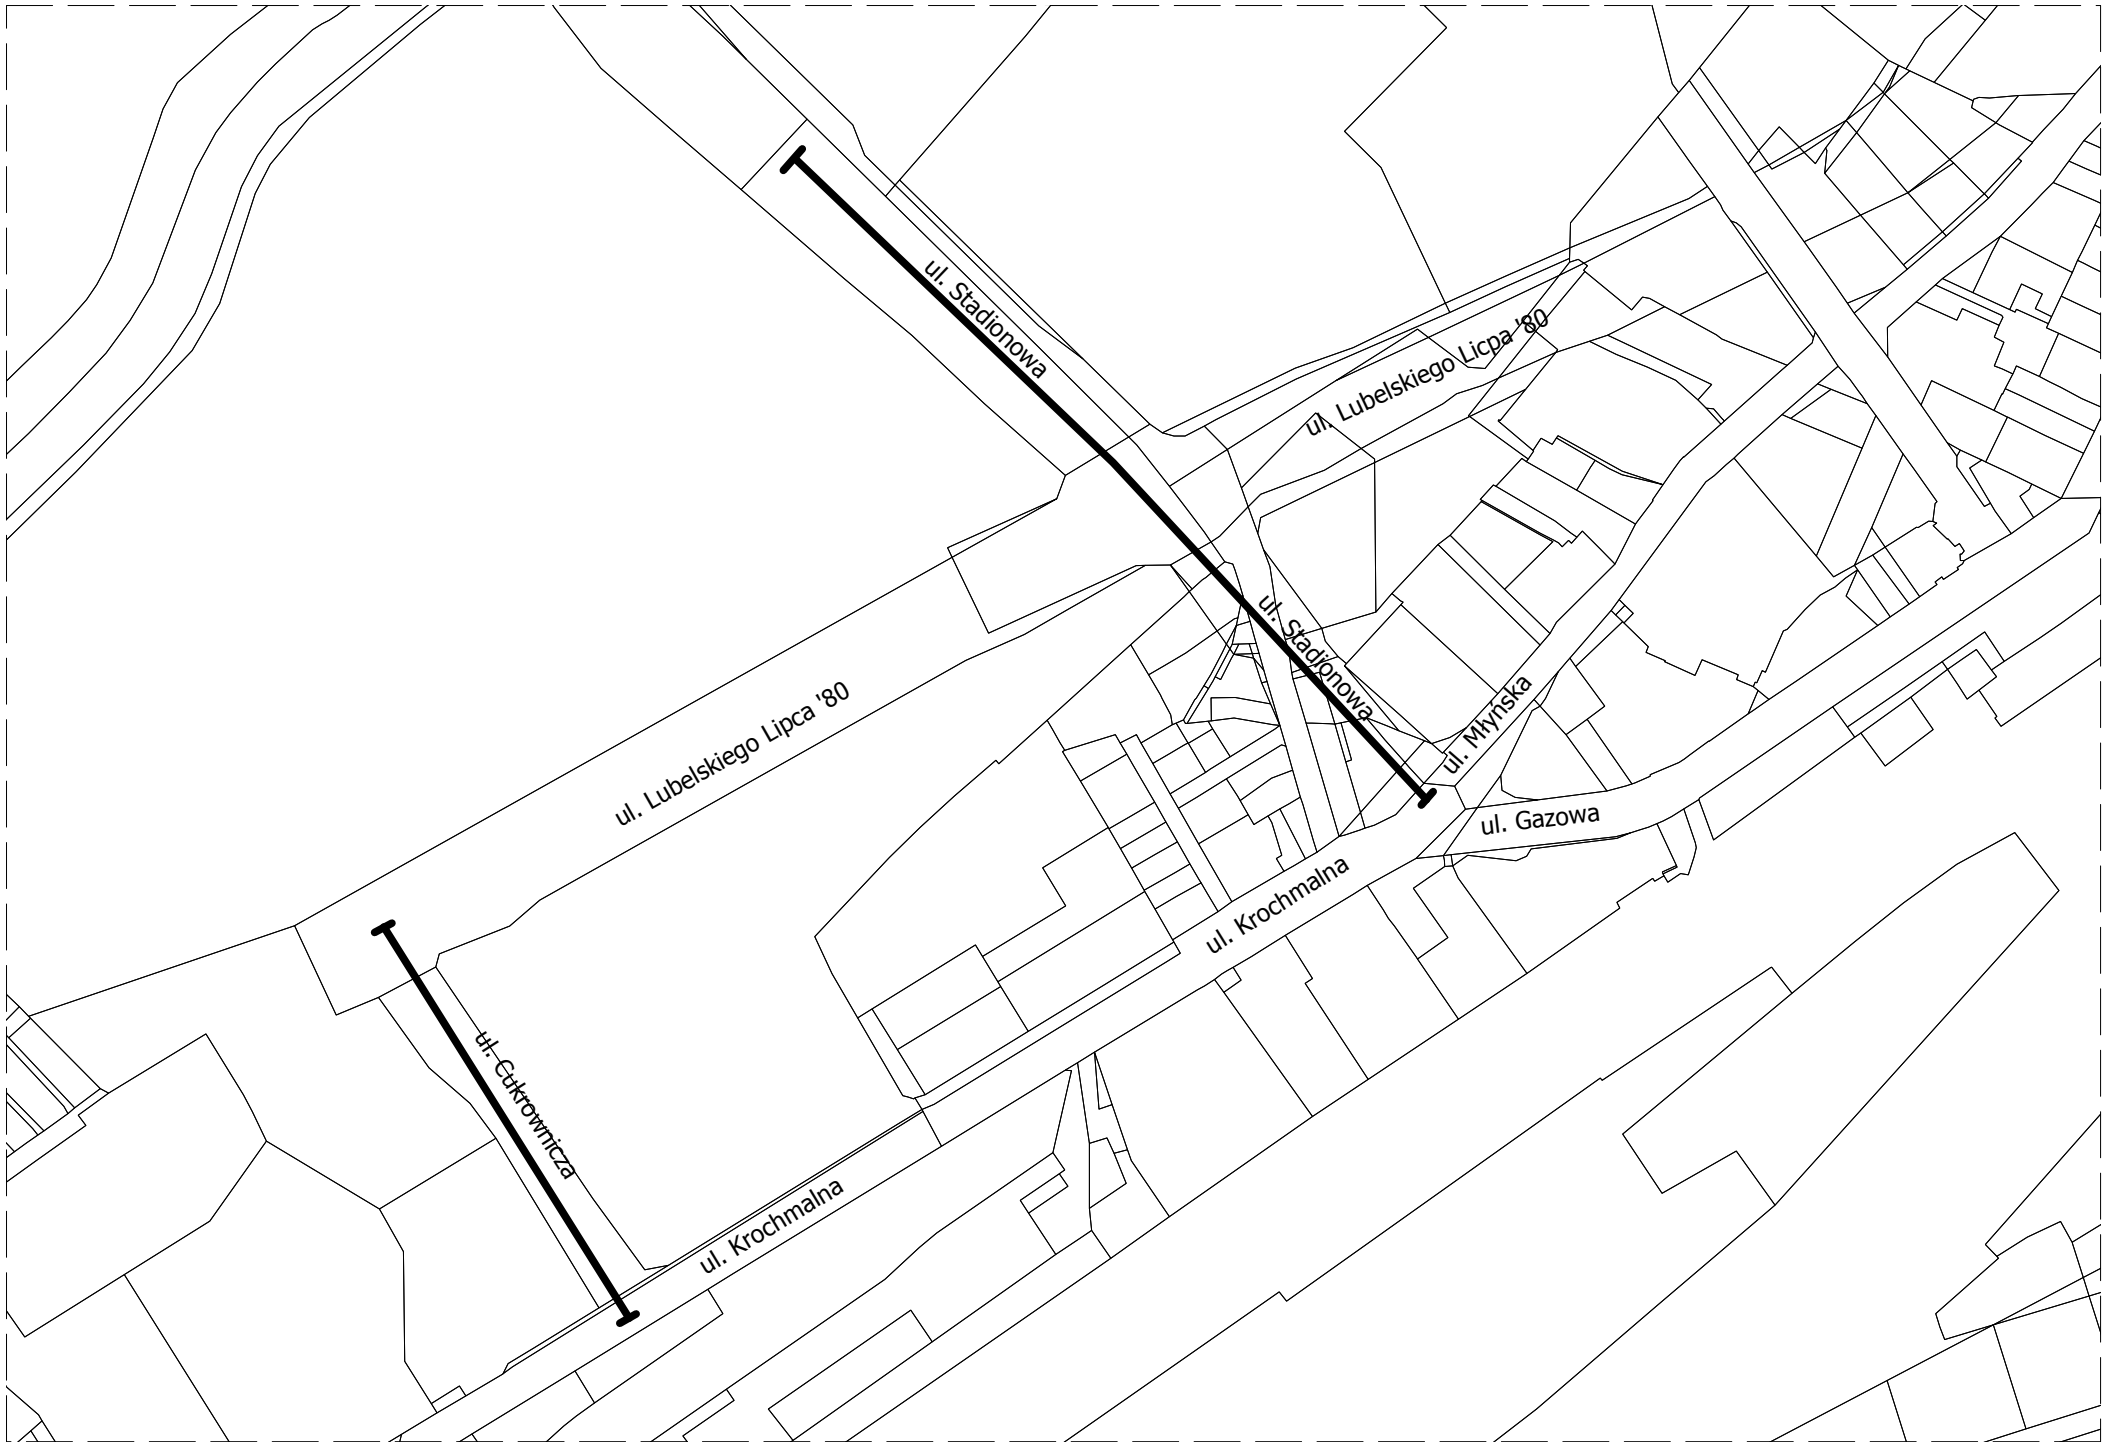 ul. Stadionowa
ul. Lubelskiego Licpa '80
ul. Stadionowa
ul. Młyńska
ul. Lubelskiego Lipca '80
ul. Gazowa
ul. Krochmalna
ul. Cukrownicza
ul. Krochmalna